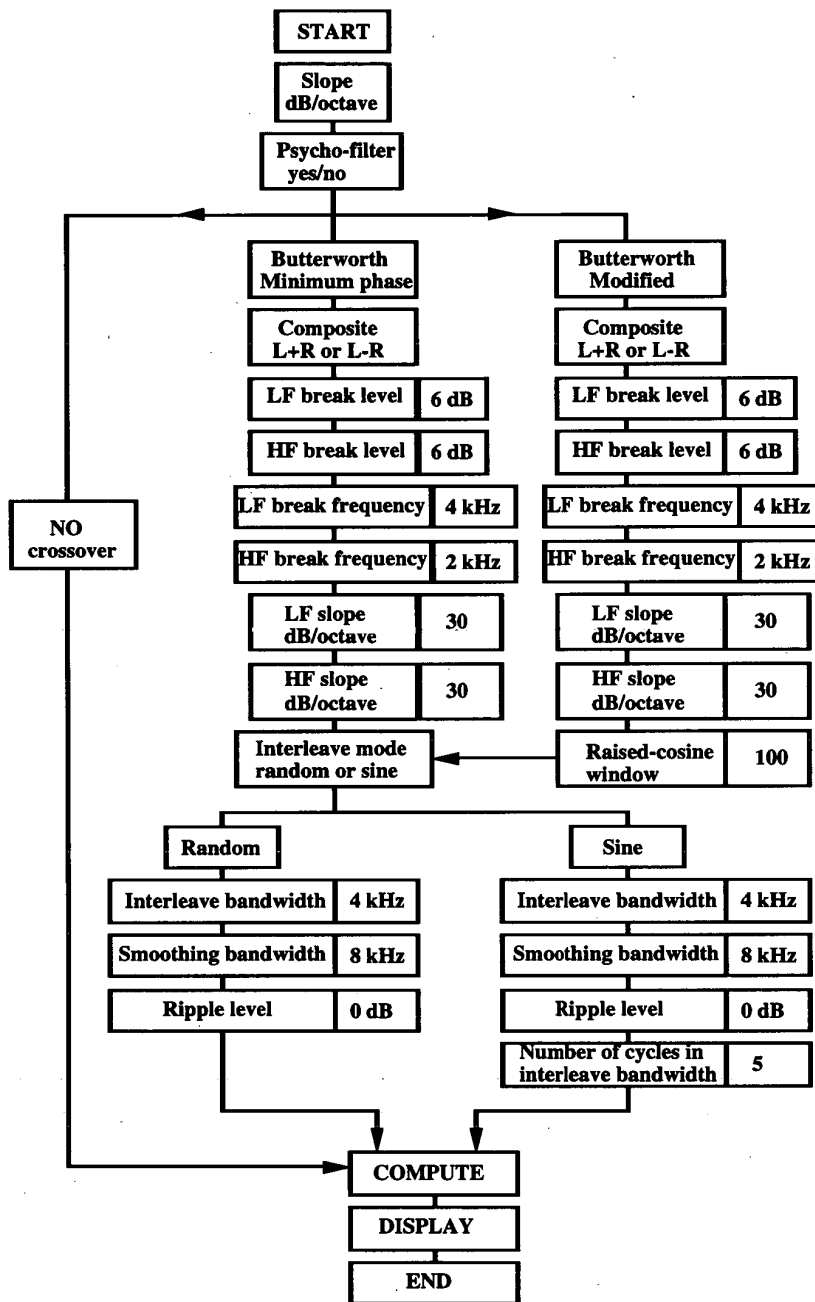 START
Slope
dB/octave
Psycho-filter
yes/no
Butterworth
Minimum phase
Butterworth
Modified
Composite
L+R or L-R
Composite
L+R or L-R
LF break level 6 dB
LF break level 6 dB
HF break level 6 dB
HF break level 6 dB
NO
crossover
LF break frequency 4 kHz
LF break frequency 4 kHz
HF break frequency 2 kHz
HF break frequency 2 kHz
LF slope
dB/octave
30
LF slope
dB/octave
30
HF slope
dB/octave
30
HF slope
dB/octave
30
Interleave mode
random or sine
Raised-cosine
window
100
Random
Sine
Interleave bandwidth 4 kHz
Interleave bandwidth 4 kHz
Smoothing bandwidth 8 kHz
Smoothing bandwidth 8 kHz
Ripple level 0 dB
Ripple level 0 dB
Number of cycles in
interleave bandwidth
5
COMPUTE
DISPLAY
END